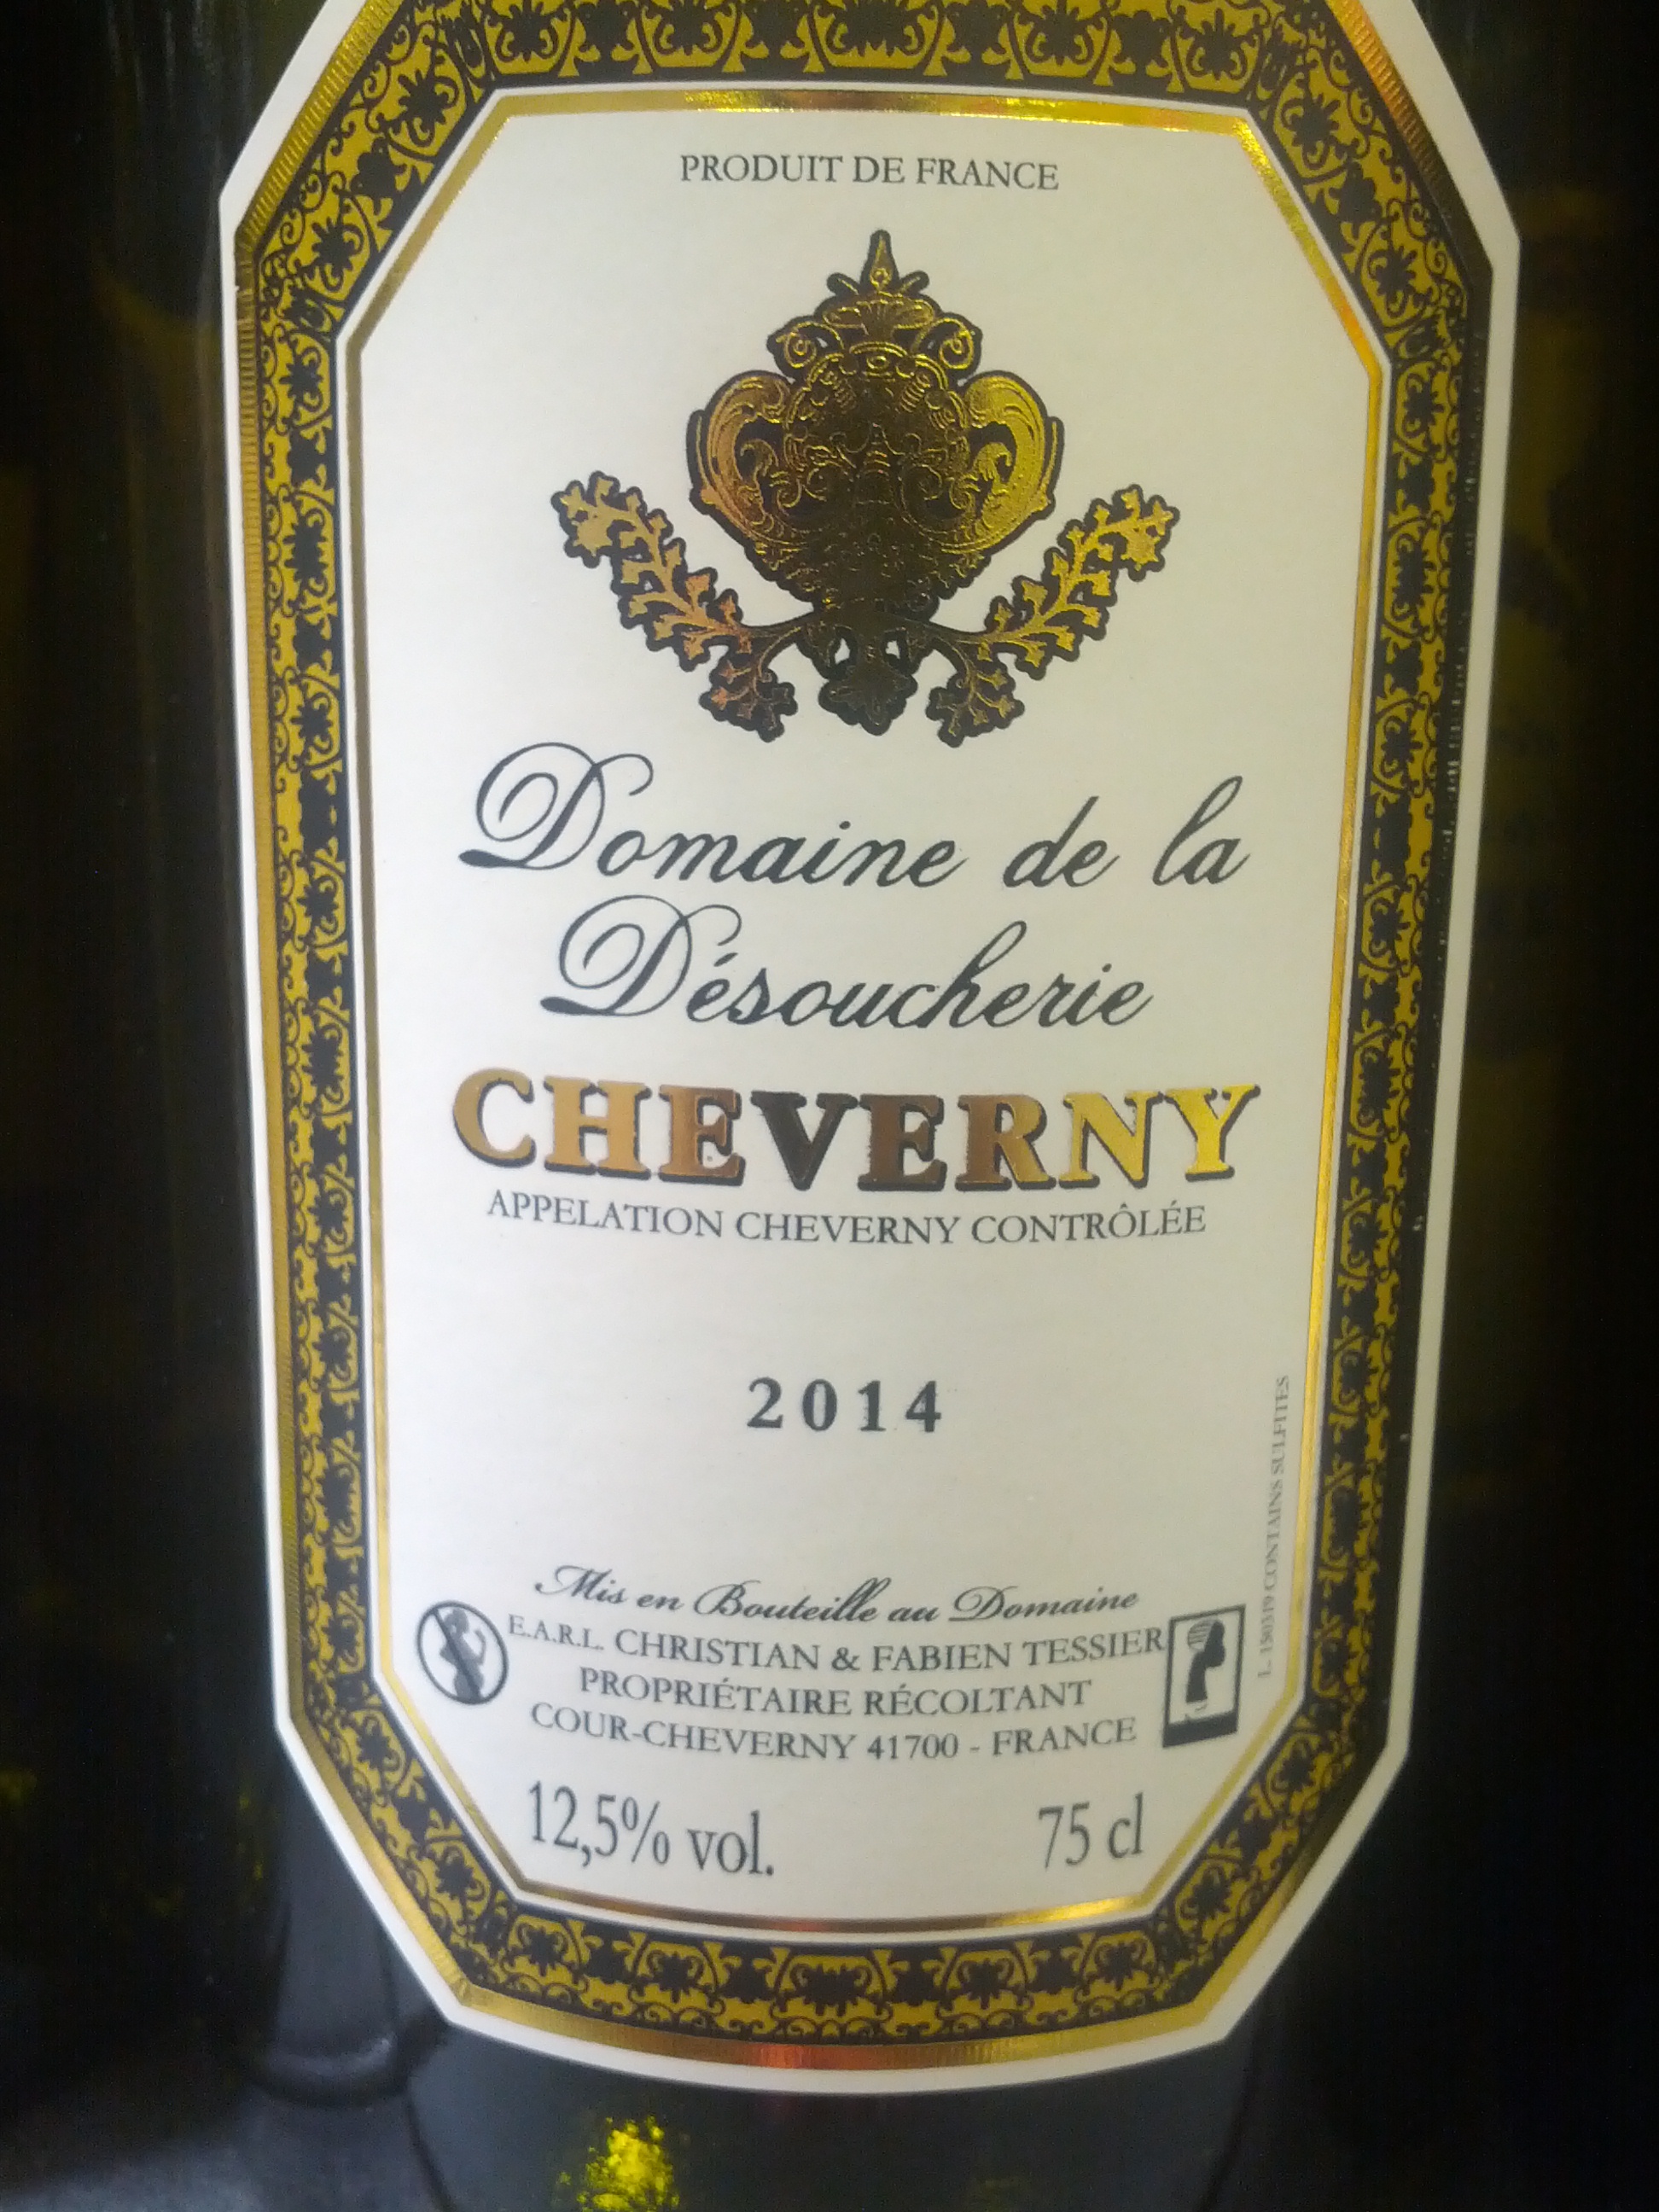 PRODUIT DE FRANCE
Domaine de la
Désoucherie
CHEVERNY
APPELATION CHEVERNY CONTRÔLÉE
2014
L. 150319 CONTAINS SULFITES
Mis en Bouteille au Domaine
E.A.R.L. CHRISTIAN & FABIEN TESSIER
PROPRIÉTAIRE RÉCOLTANT
COUR-CHEVERNY 41700 - FRANCE
12,5% vol. 75 cl